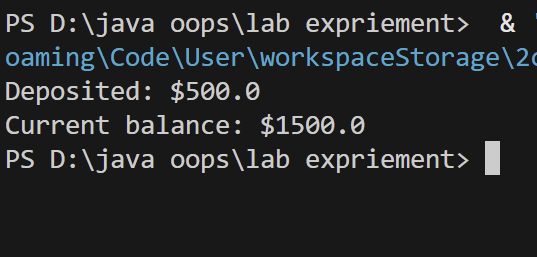 PS D:\java oops\lab expriement>  & '
oaming\Code\User\workspaceStorage\2
Deposited: $500.0
Current balance: $1500.0
PS D:\java oops\lab expriement>